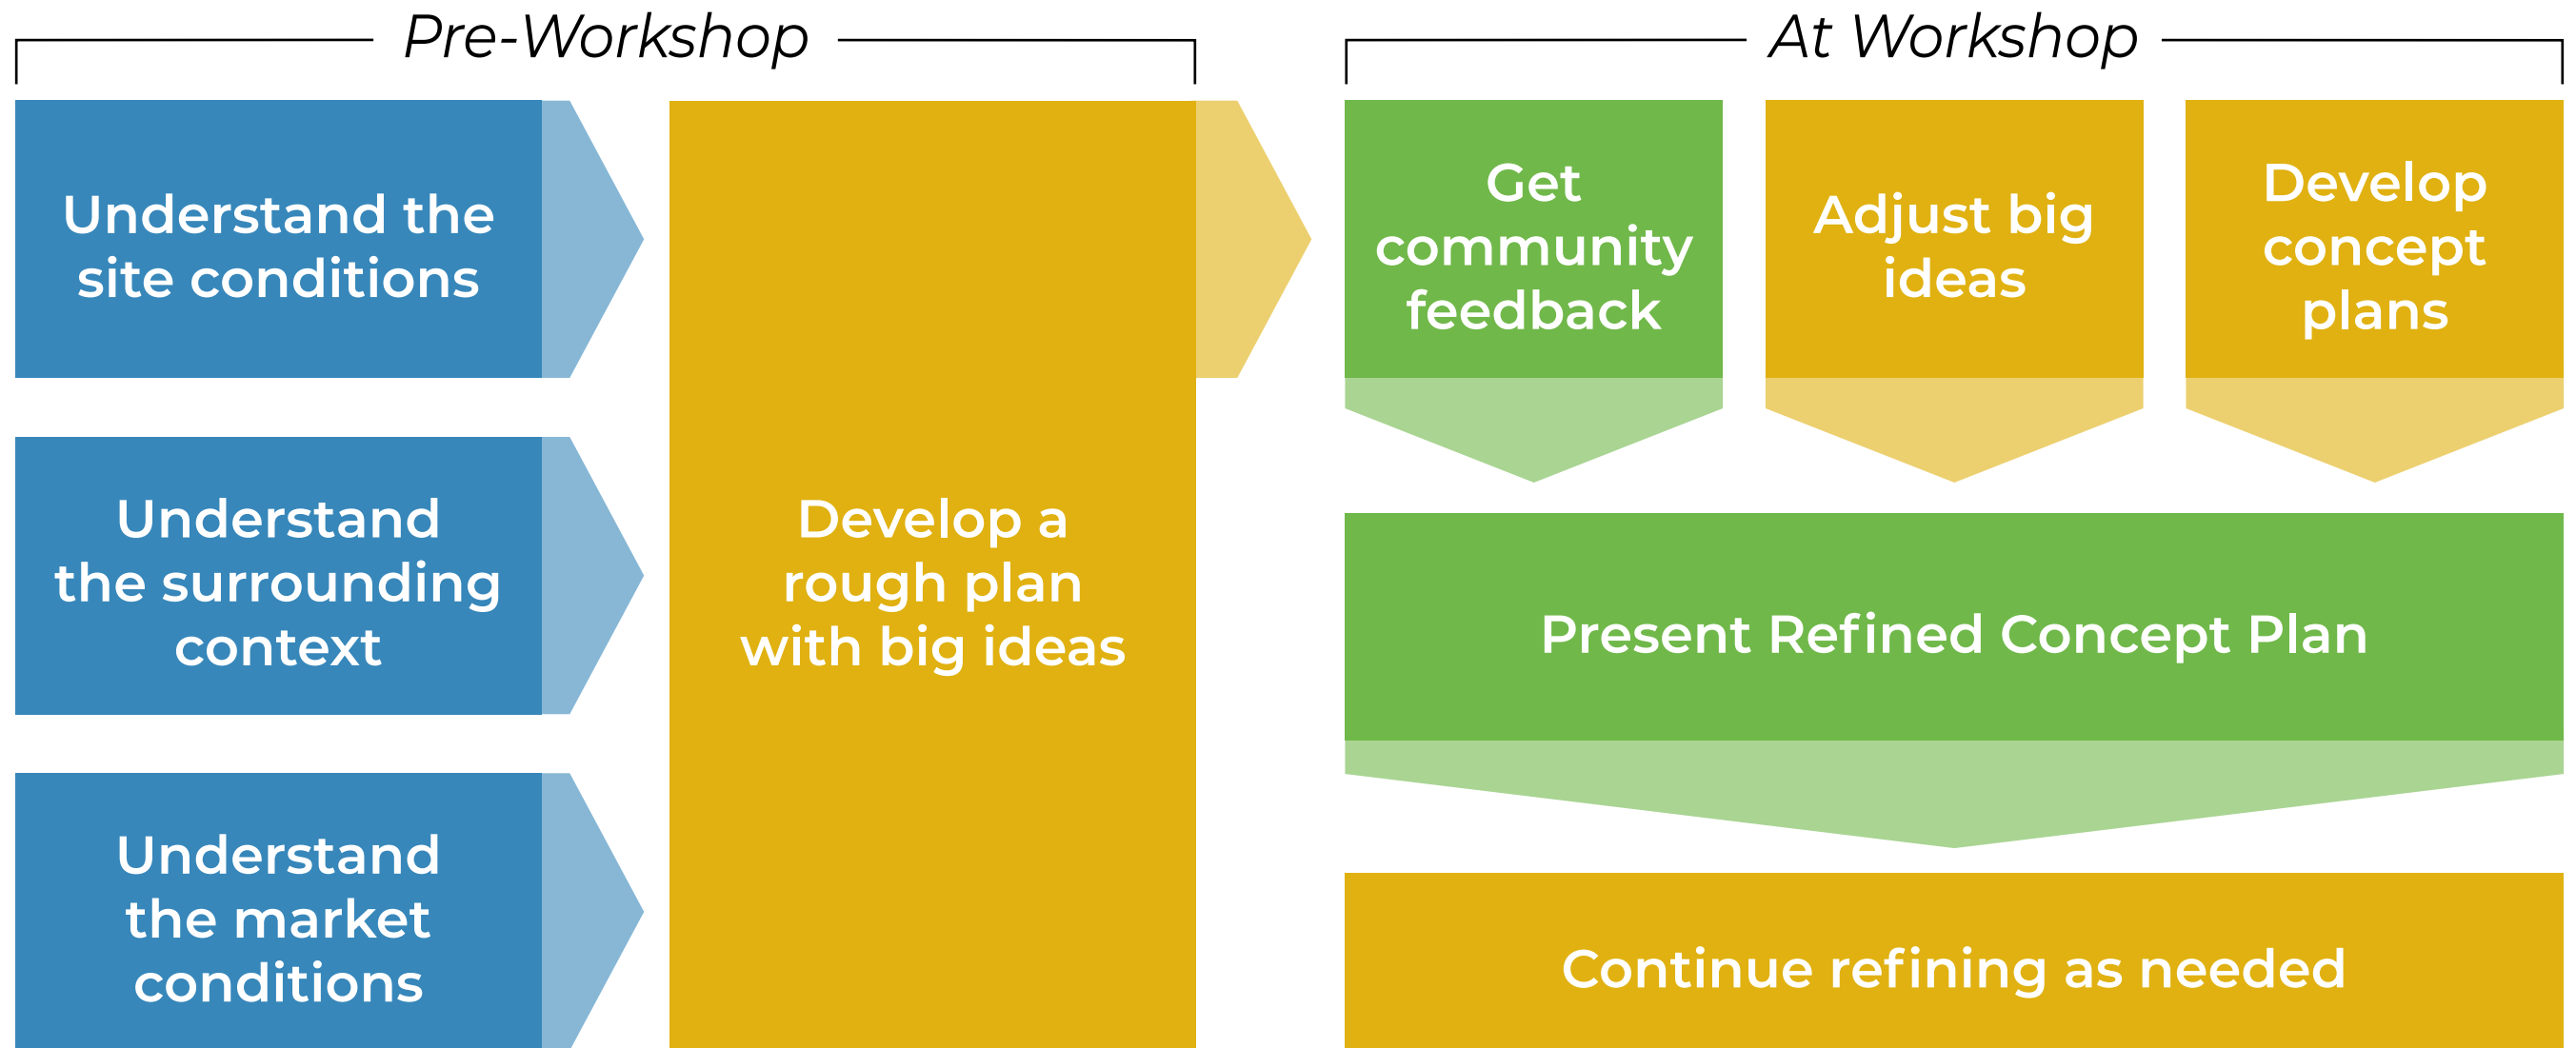 Pre-Workshop
Understand the
site conditions
Understand
the surrounding
context
Understand
the market
conditions
Develop a
rough plan
with big ideas
At Workshop
Get
community
feedback
Adjust big
ideas
Develop
concept
plans
Present Refined Concept Plan
Continue refining as needed